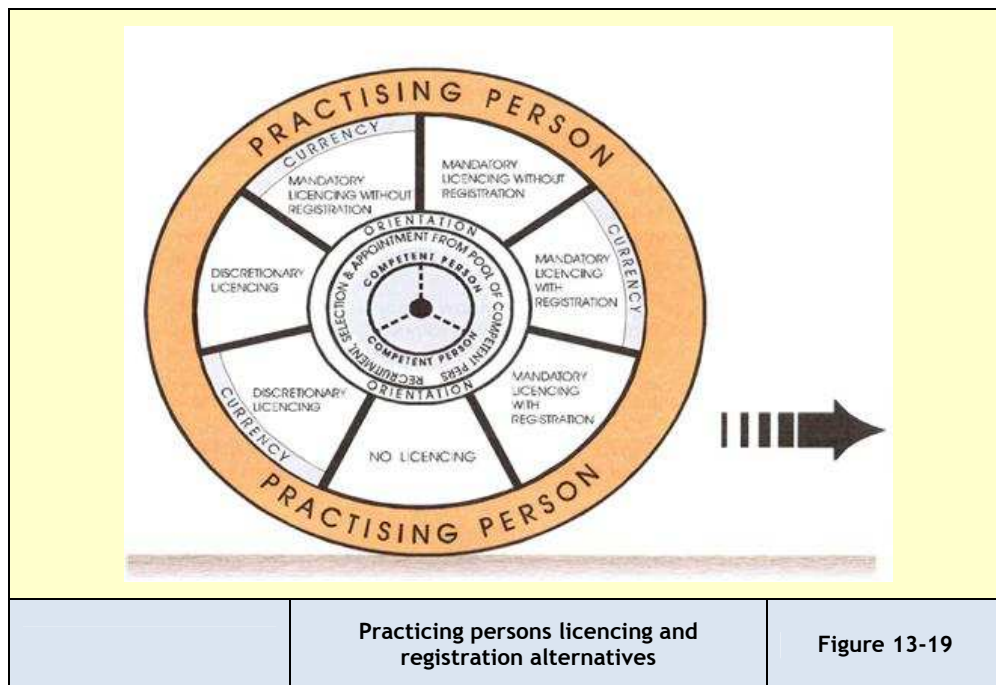 PRACTISING PERSON
CURRENCY
MANDATORY
LICENCING WITHOUT
REGISTRATION
MANDATORY
LICENCING WITHOUT
REGISTRATION
CURRENCY
MANDATORY
LICENCING
WITH
REGISTRATION
DISCRETIONARY
LICENCING
ORIENTATION
RECRUITMENT, SELECTION & APPOINTMENT FROM POOL OF COMPETENT PERS
COMPETENT PERSON
COMPETENT PERSON
ORIENTATION
MANDATORY
LICENCING
WITH
REGISTRATION
DISCRETIONARY
LICENCING
CURRENCY
NO LICENCING
PRACTISING PERSON
Practicing persons licencing and
registration alternatives
Figure 13-19